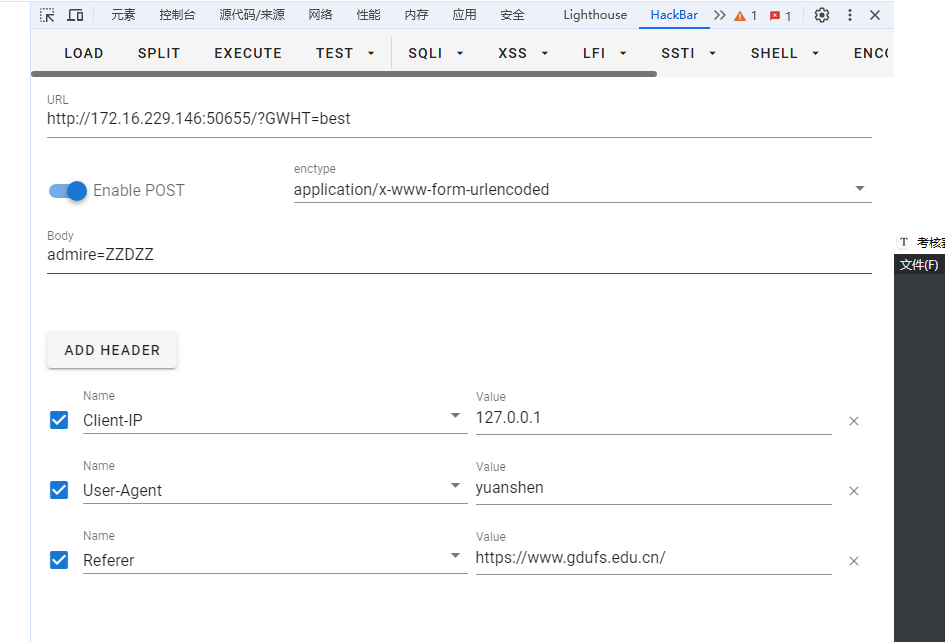 元素 控制台 源代码/来源 网络 性能 内存 应用 安全 Lighthouse HackBar 1 1
LOAD SPLIT EXECUTE TEST SQLI XSS LFI SSTI SHELL ENCO
URL
http://172.16.229.146:50655/?GWHT=best
enctype
Enable POST application/x-www-form-urlencoded
Body
admire=ZZDZZ
T 考核
文件(F)
ADD HEADER
Name Value
Client-IP 127.0.0.1
Name Value
User-Agent yuanshen
Name Value
Referer https://www.gdufs.edu.cn/